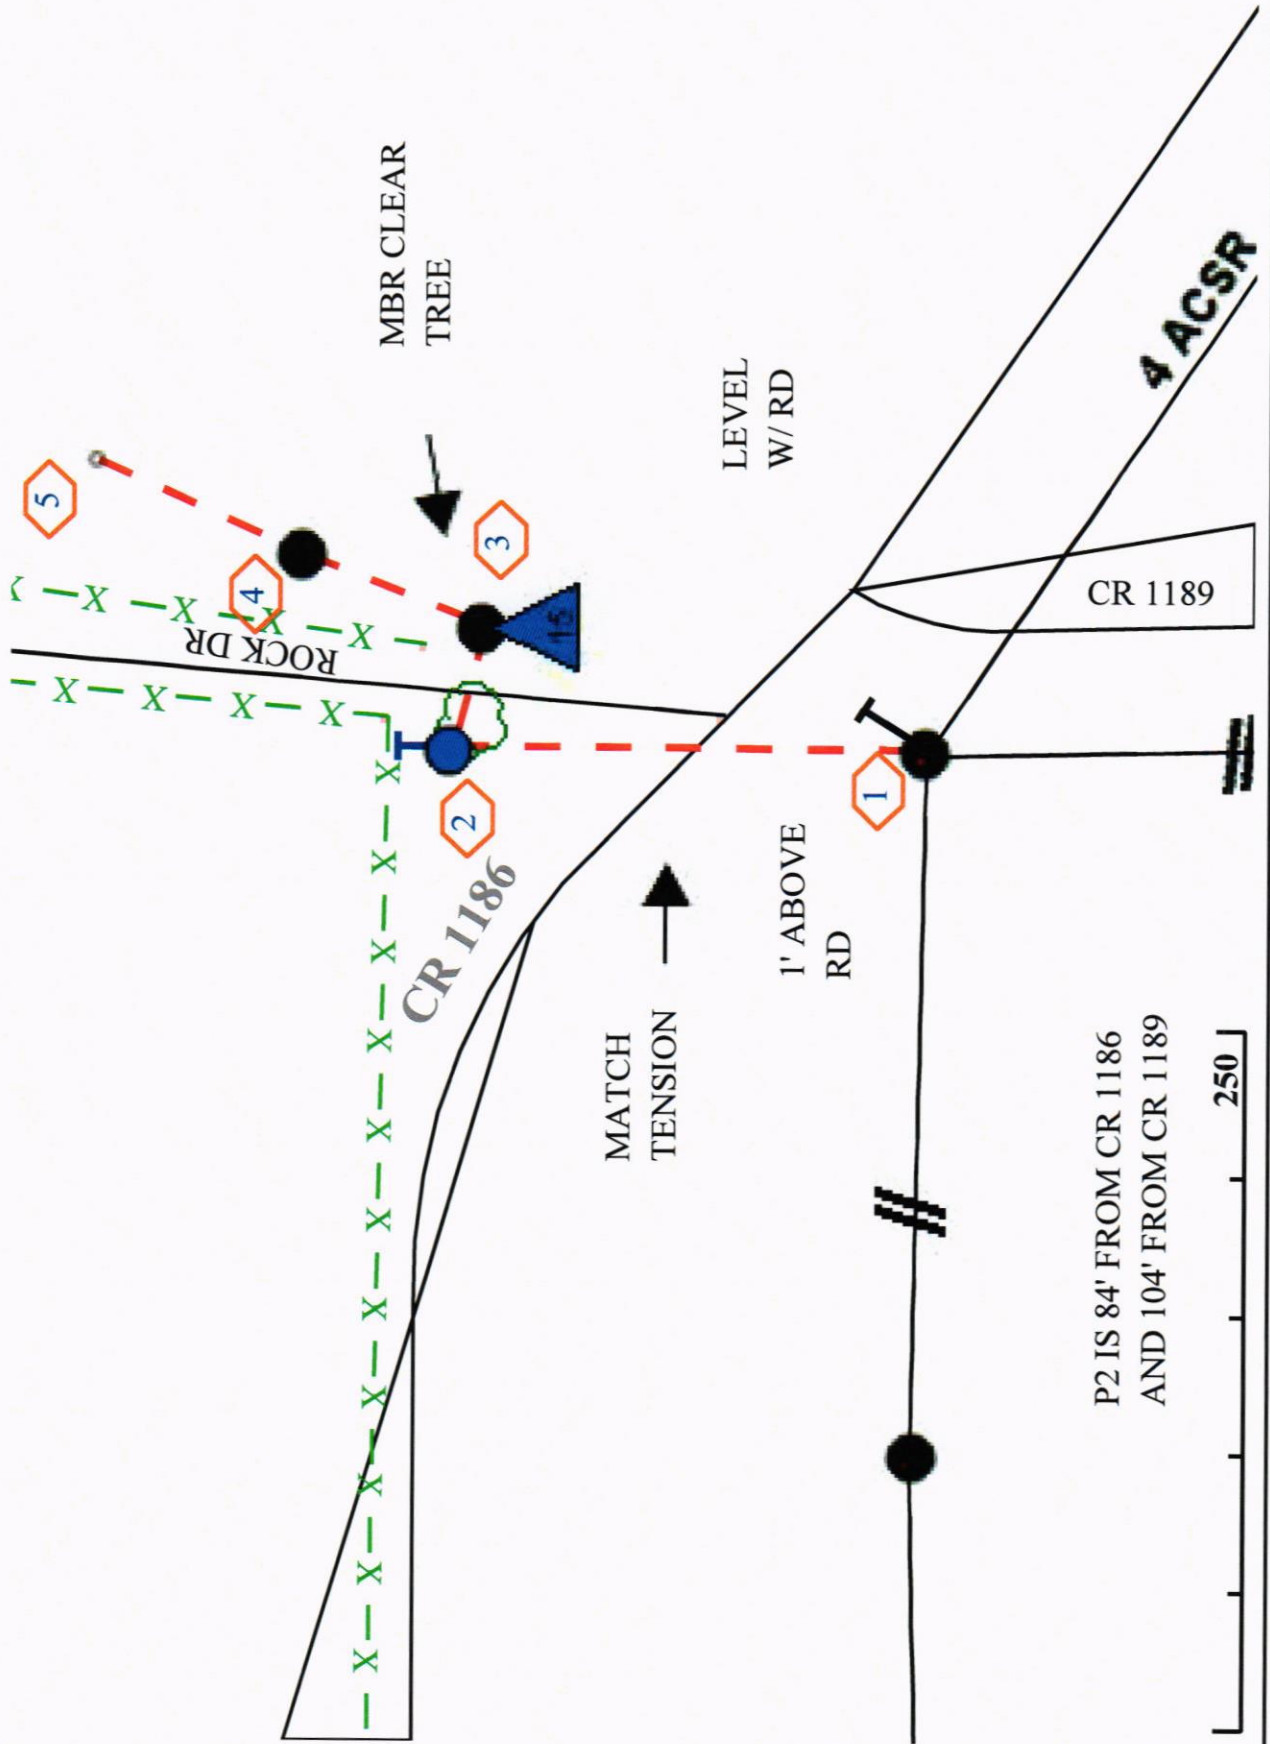 5
4
3
2
1
ROCK DR
MBR CLEAR
TREE
15
LEVEL
W/ RD
4 ACSR
CR 1189
CR 1186
1' ABOVE
RD
MATCH
TENSION
P2 IS 84' FROM CR 1186
AND 104' FROM CR 1189
250
X X X X
X X X X
X X X X X X X X X X X